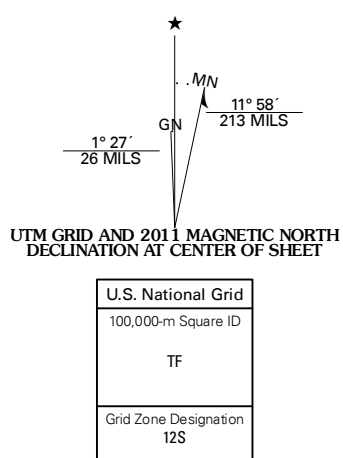 ★
MN
GN
11° 58´
213 MILS
1° 27´
26 MILS
UTM GRID AND 2011 MAGNETIC NORTH
DECLINATION AT CENTER OF SHEET
U.S. National Grid
100,000-m Square ID
TF
Grid Zone Designation
12S